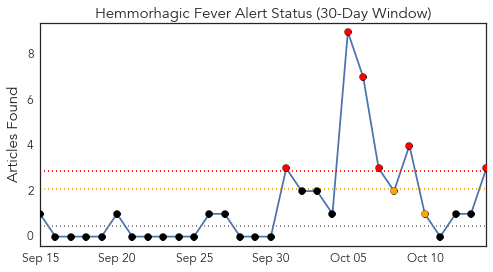 Hemmorhagic Fever Alert Status (30-Day Window)
Articles Found
8
6
4
2
0
Sep 15 Sep 20 Sep 25 Sep 30 Oct 05 Oct 10